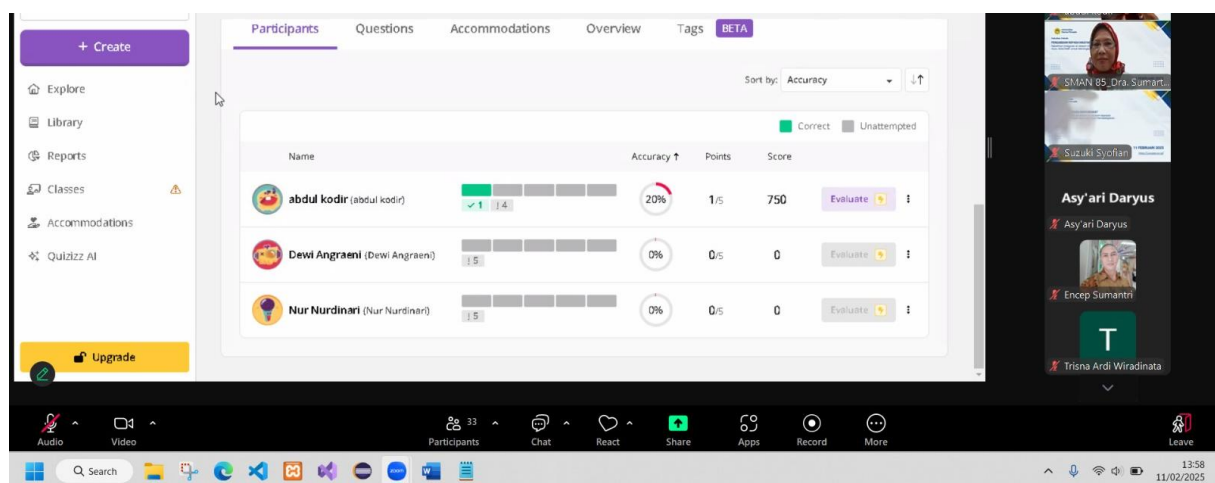 Participants Questions Accommodations Overview Tags BETA
+ Create
Sort by: Accuracy
Explore
Library
Reports
Classes
Accommodations
Quizizz AI
Upgrade
Correct Unattempted
Name Accuracy ↑ Points Score
abdul kodir (abdul kodir) 20% 1/5 750 Evaluate
✓ 1 ! 4
Dewi Angraeni (Dewi Angraeni) 0% 0/5 0 Evaluate
! 5
Nur Nurdinari (Nur Nurdinari) 0% 0/5 0 Evaluate
! 5
SMAN 85_Dra. Sumart...
Suzuki Syofian
Asy'ari Daryus
Asy'ari Daryus
Encep Sumantri
T
Trisna Ardi Wiradinata
33
Audio Video Participants Chat React Share Apps Record More Leave
Search
13:58
11/02/2025